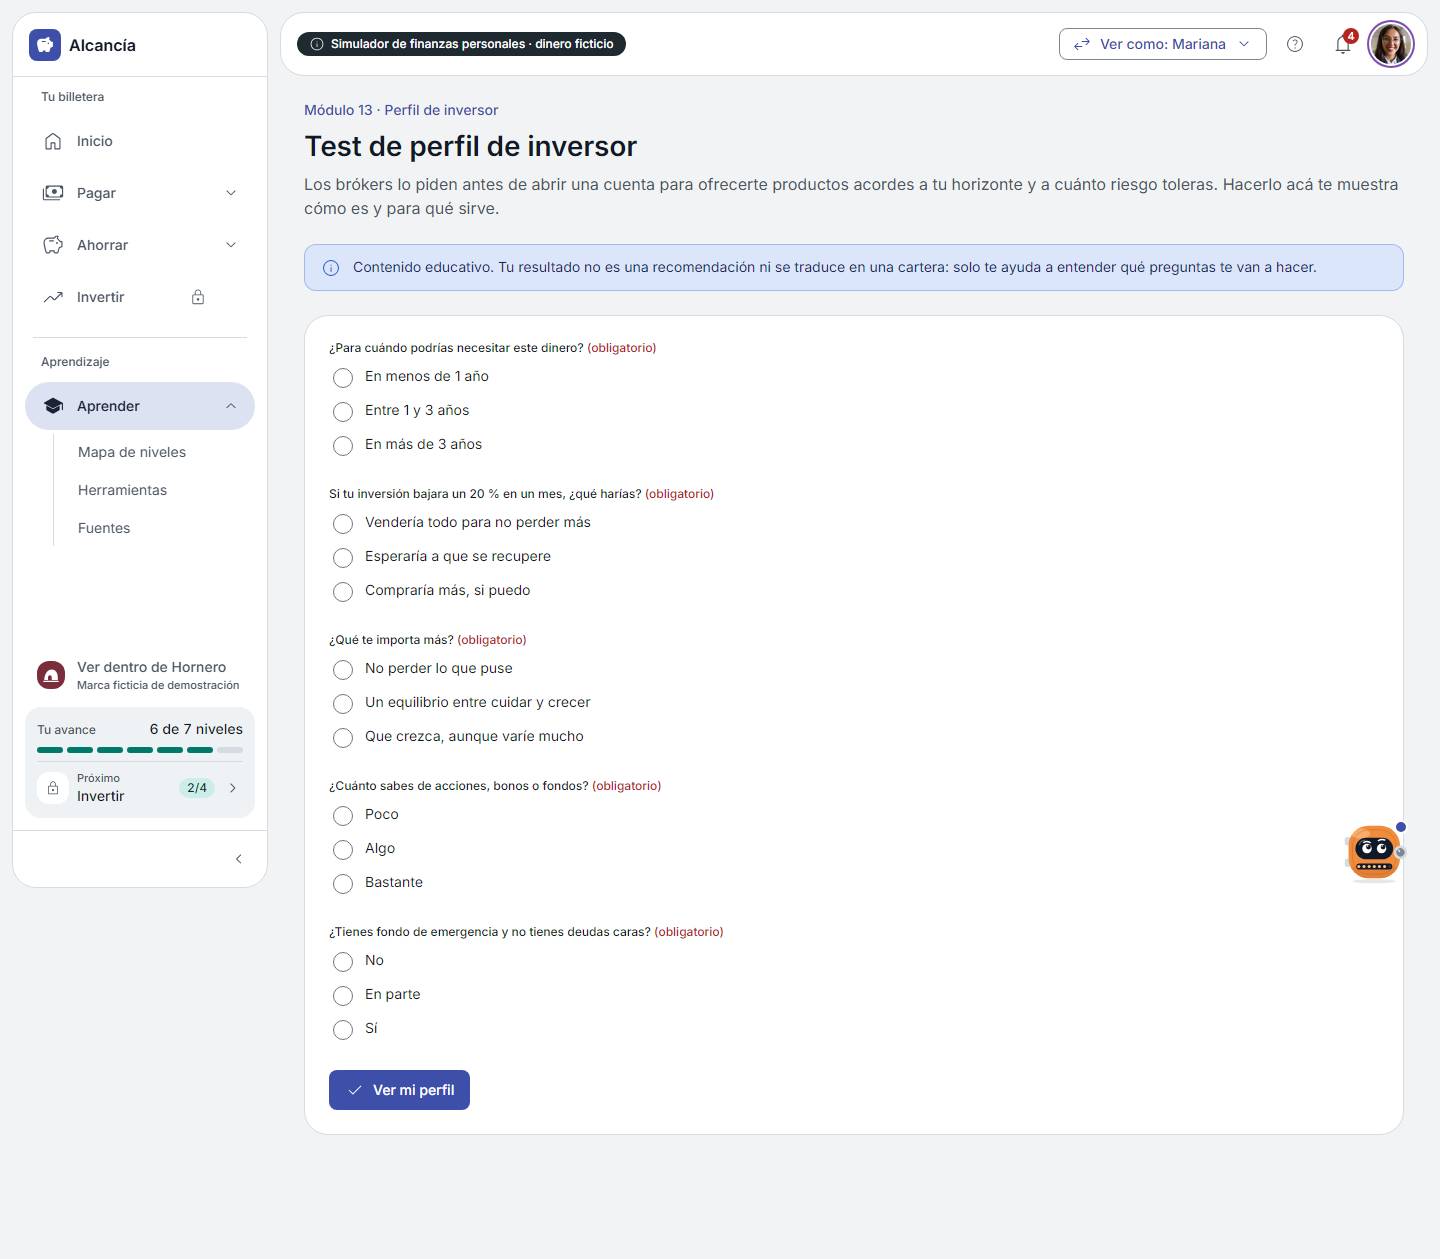 Alcancía
Simulador de finanzas personales · dinero ficticio
Ver como: Mariana
4
Tu billetera
Inicio
Pagar
Ahorrar
Invertir
Aprendizaje
Aprender
Mapa de niveles
Herramientas
Fuentes
Ver dentro de Hornero
Marca ficticia de demostración
Tu avance
6 de 7 niveles
Próximo
Invertir
2/4
Módulo 13 · Perfil de inversor
Test de perfil de inversor
Los brókers lo piden antes de abrir una cuenta para ofrecerte productos acordes a tu horizonte y a cuánto riesgo toleras. Hacerlo acá te muestra
cómo es y para qué sirve.
Contenido educativo. Tu resultado no es una recomendación ni se traduce en una cartera: solo te ayuda a entender qué preguntas te van a hacer.
¿Para cuándo podrías necesitar este dinero? (obligatorio)
En menos de 1 año
Entre 1 y 3 años
En más de 3 años
Si tu inversión bajara un 20 % en un mes, ¿qué harías? (obligatorio)
Vendería todo para no perder más
Esperaría a que se recupere
Compraría más, si puedo
¿Qué te importa más? (obligatorio)
No perder lo que puse
Un equilibrio entre cuidar y crecer
Que crezca, aunque varíe mucho
¿Cuánto sabes de acciones, bonos o fondos? (obligatorio)
Poco
Algo
Bastante
¿Tienes fondo de emergencia y no tienes deudas caras? (obligatorio)
No
En parte
Sí
Ver mi perfil